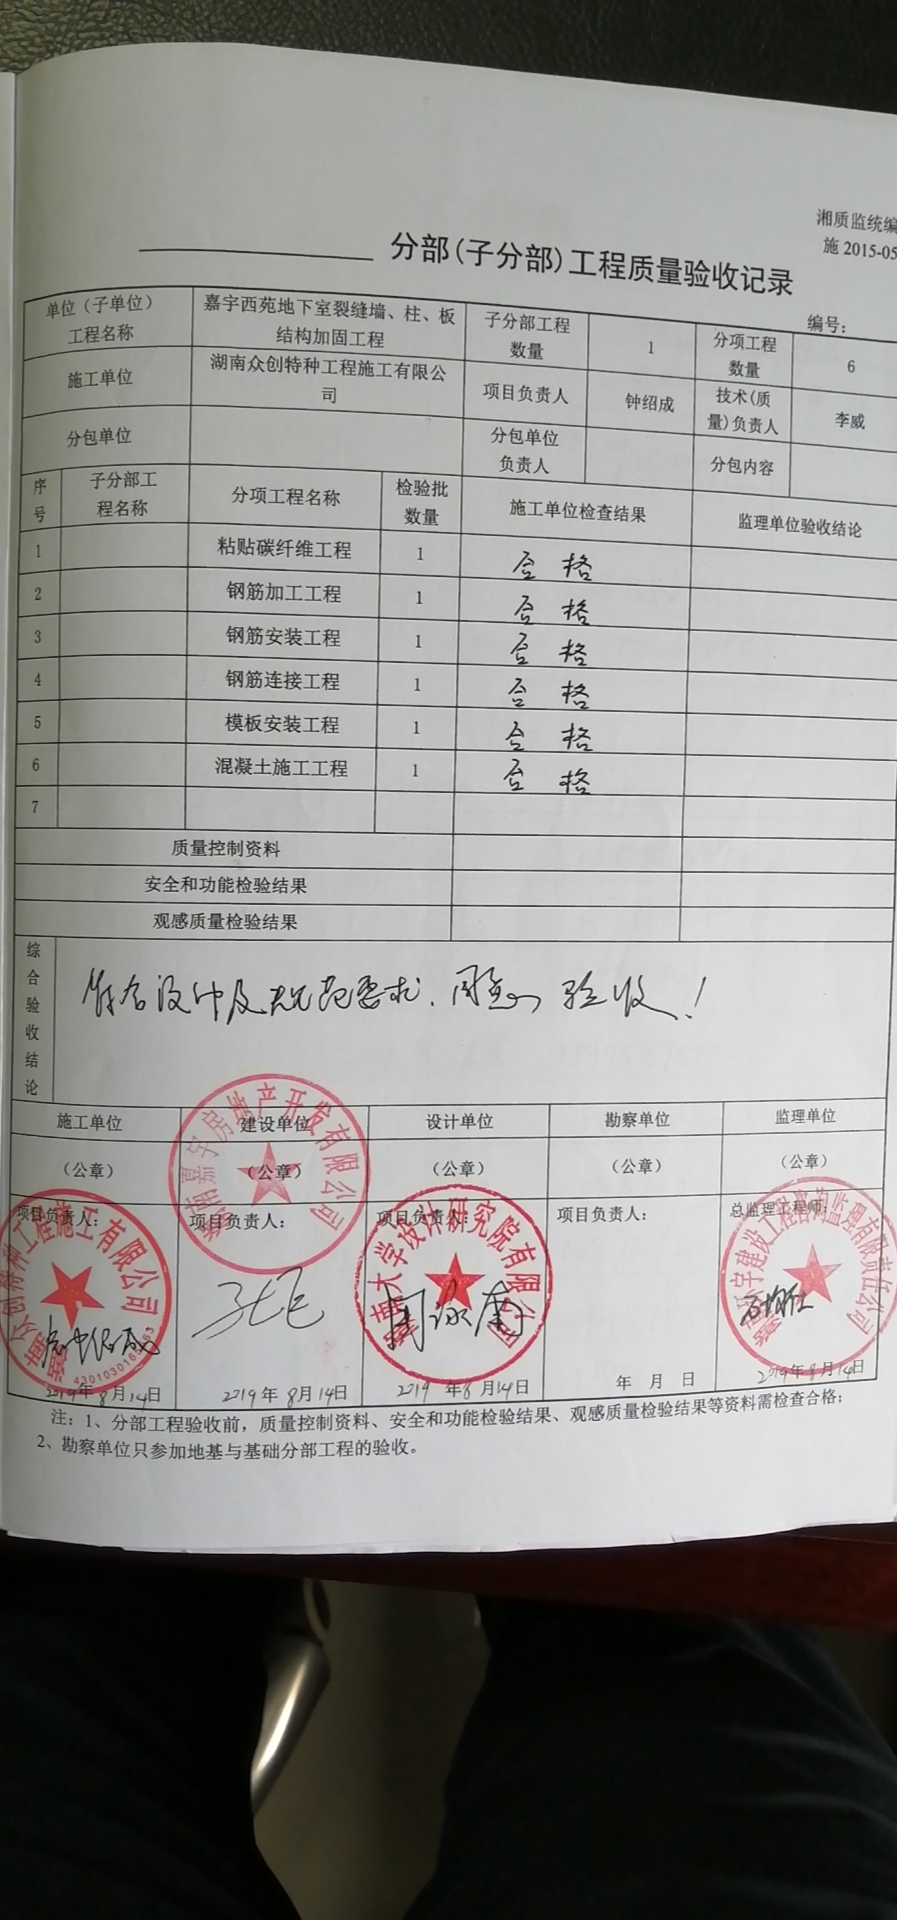 湘质监统编
施 2015-05
分部(子分部)工程质量验收记录
编号:
单位(子单位)
工程名称
嘉宇西苑地下室裂缝墙、柱、板
结构加固工程
子分部工程
数量
1
分项工程
数量
6
施工单位
湖南众创特种工程施工有限公
司
项目负责人
钟绍成
技术(质
量)负责人
李威
分包单位
分包单位
负责人
分包内容
序
号
子分部工
程名称
分项工程名称
检验批
数量
施工单位检查结果
监理单位验收结论
1 粘贴碳纤维工程 1 合格
2 钢筋加工工程 1 合格
3 钢筋安装工程 1 合格
4 钢筋连接工程 1 合格
5 模板安装工程 1 合格
6 混凝土施工工程 1 合格
7
质量控制资料
安全和功能检验结果
观感质量检验结果
综合验收结论
符合设计及规范要求,同意验收!
施工单位 建设单位 设计单位 勘察单位 监理单位
(公章) (公章) (公章) (公章) (公章)
项目负责人: 项目负责人: 项目负责人: 项目负责人: 总监理工程师:
2019年8月14日 2019年8月14日 2019年8月14日 年 月 日 2019年8月14日
注:1、分部工程验收前,质量控制资料、安全和功能检验结果、观感质量检验结果等资料需检查合格;
2、勘察单位只参加地基与基础分部工程的验收。